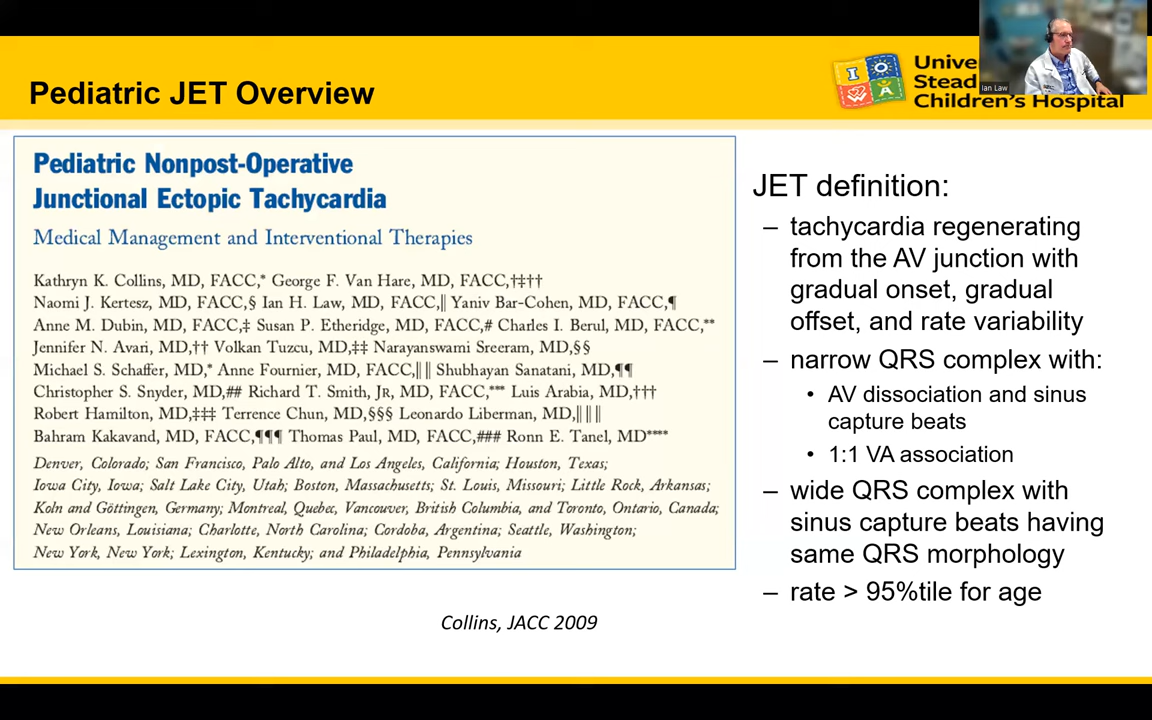 Pediatric JET Overview
I
A
Unive
Stead
Children's Hospital
Ian Law
Pediatric Nonpost-Operative
Junctional Ectopic Tachycardia
Medical Management and Interventional Therapies
Kathryn K. Collins, MD, FACC,* George F. Van Hare, MD, FACC,†‡††
Naomi J. Kertesz, MD, FACC,§ Ian H. Law, MD, FACC,|| Yaniv Bar-Cohen, MD, FACC,¶
Anne M. Dubin, MD, FACC,‡ Susan P. Etheridge, MD, FACC,# Charles I. Berul, MD, FACC,**
Jennifer N. Avari, MD,†† Volkan Tuzcu, MD,‡‡ Narayanswami Sreeram, MD,§§
Michael S. Schaffer, MD,* Anne Fournier, MD, FACC,|| || Shubhayan Sanatani, MD,¶¶
Christopher S. Snyder, MD,## Richard T. Smith, JR, MD, FACC,*** Luis Arabia, MD,†††
Robert Hamilton, MD,‡‡‡ Terrence Chun, MD,§§§ Leonardo Liberman, MD,|| || ||
Bahram Kakavand, MD, FACC,¶¶¶ Thomas Paul, MD, FACC,### Ronn E. Tanel, MD****
Denver, Colorado; San Francisco, Palo Alto, and Los Angeles, California; Houston, Texas;
Iowa City, Iowa; Salt Lake City, Utah; Boston, Massachusetts; St. Louis, Missouri; Little Rock, Arkansas;
Koln and Göttingen, Germany; Montreal, Quebec, Vancouver, British Columbia, and Toronto, Ontario, Canada;
New Orleans, Louisiana; Charlotte, North Carolina; Cordoba, Argentina; Seattle, Washington;
New York, New York; Lexington, Kentucky; and Philadelphia, Pennsylvania
Collins, JACC 2009
JET definition:
– tachycardia regenerating
from the AV junction with
gradual onset, gradual
offset, and rate variability
– narrow QRS complex with:
• AV dissociation and sinus
capture beats
• 1:1 VA association
– wide QRS complex with
sinus capture beats having
same QRS morphology
– rate > 95%tile for age